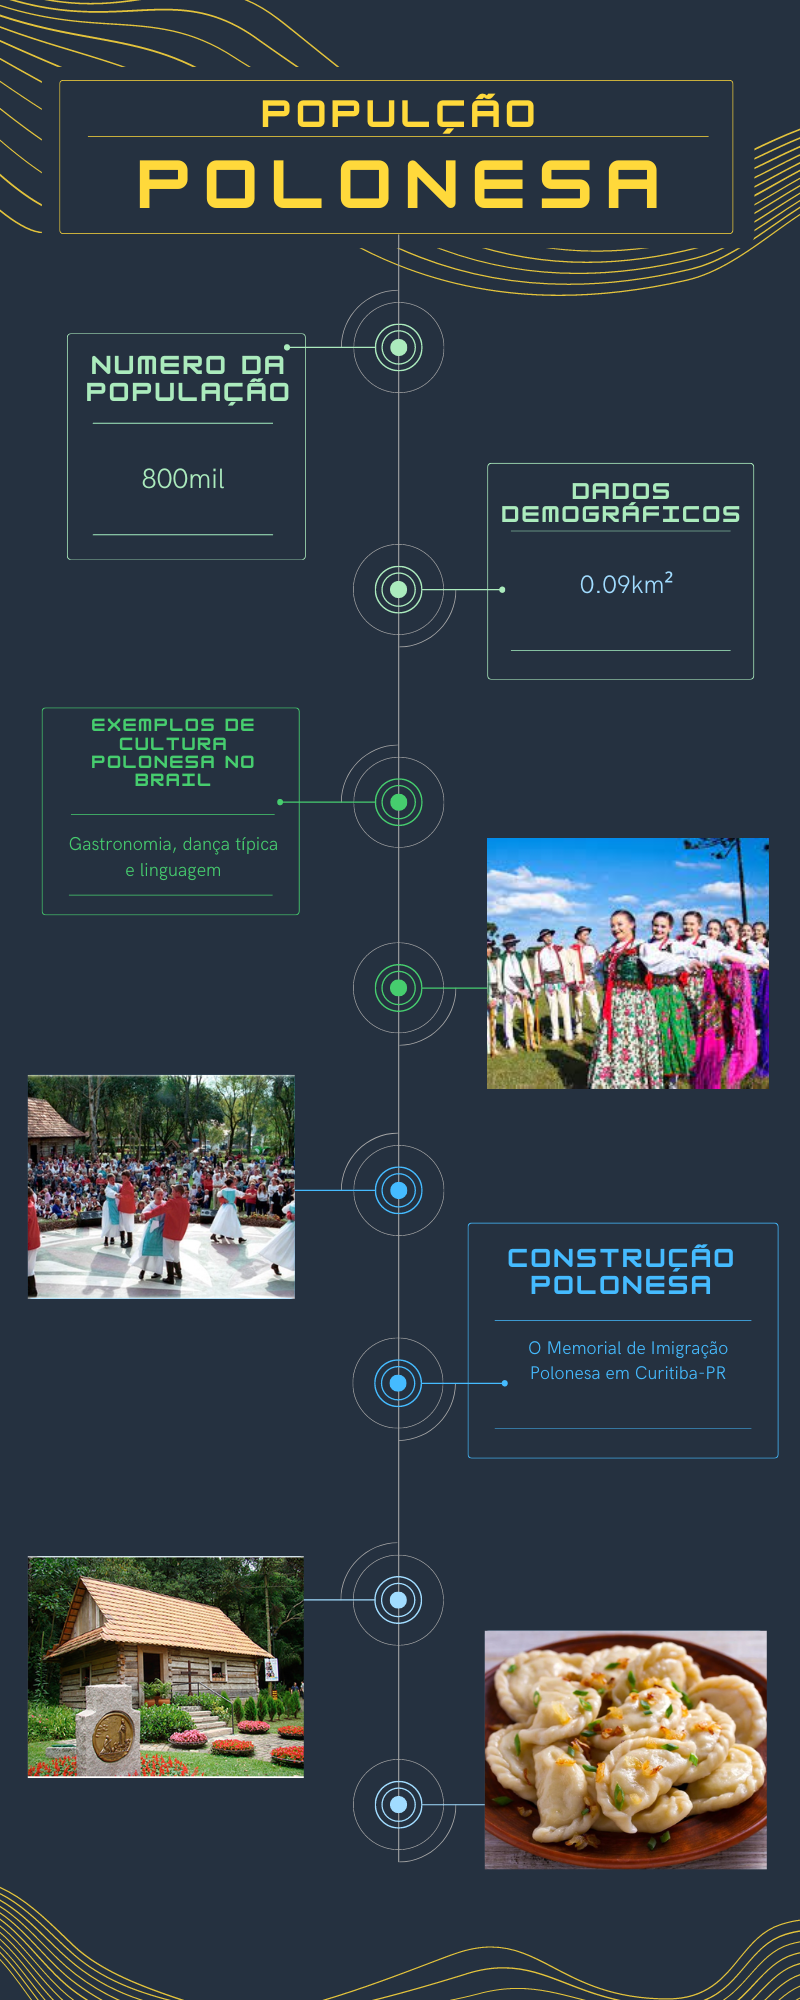 POPULÇÃO
POLONESA
NUMERO DA
POPULAÇÃO
800mil
DADOS
DEMOGRÁFICOS
0.09km²
EXEMPLOS DE
CULTURA
POLONESA NO
BRAIL
Gastronomia, dança típica
e linguagem
CONSTRUÇÃO
POLONESA
O Memorial de Imigração
Polonesa em Curitiba-PR